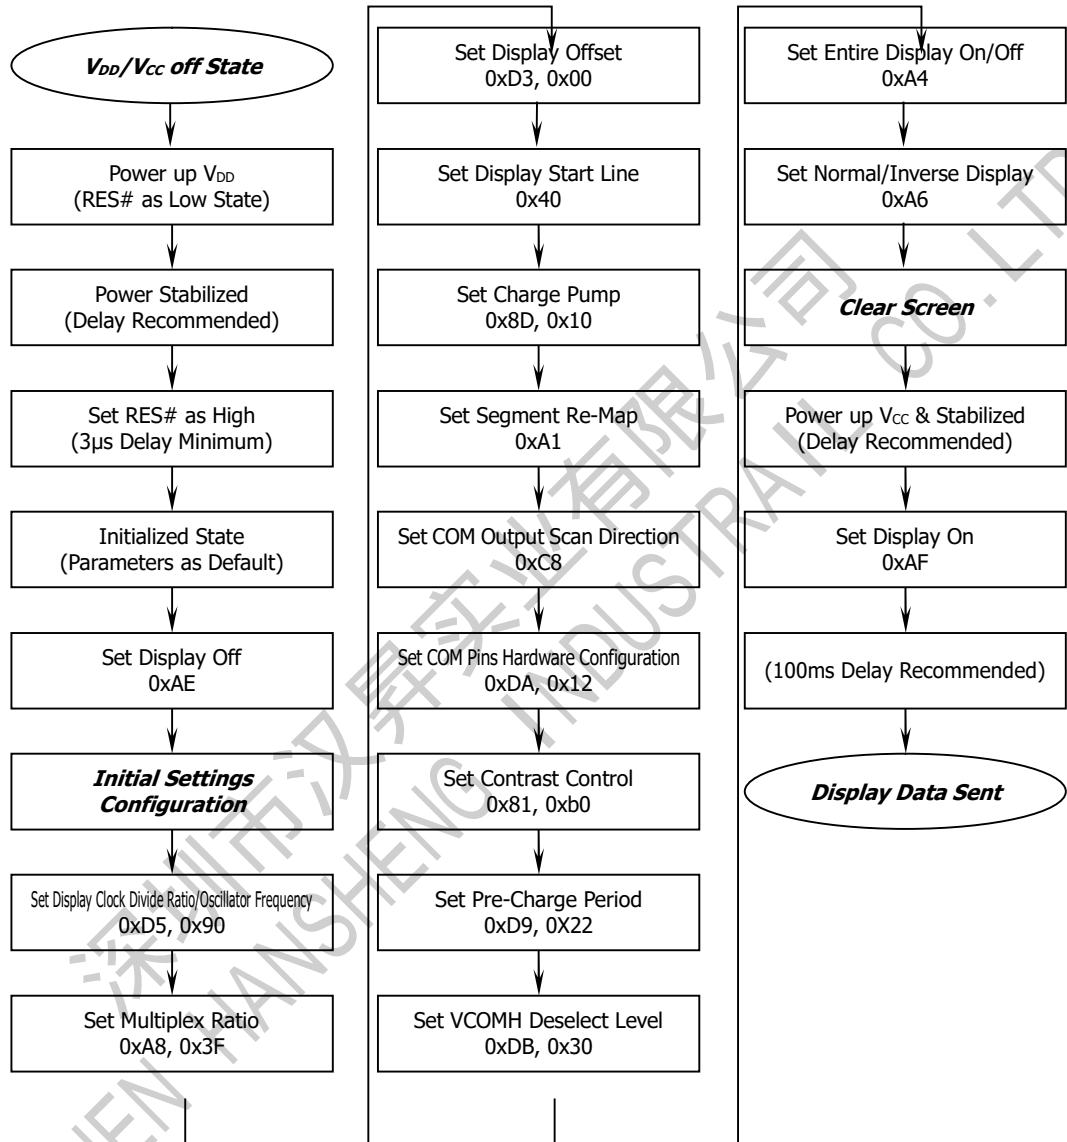 VDD/VCC off State
Power up VDD
(RES# as Low State)
Power Stabilized
(Delay Recommended)
Set RES# as High
(3μs Delay Minimum)
Initialized State
(Parameters as Default)
Set Display Off
0xAE
Initial Settings
Configuration
Set Display Clock Divide Ratio/Oscillator Frequency
0xD5, 0x90
Set Multiplex Ratio
0xA8, 0x3F
Set Display Offset
0xD3, 0x00
Set Display Start Line
0x40
Set Charge Pump
0x8D, 0x10
Set Segment Re-Map
0xA1
Set COM Output Scan Direction
0xC8
Set COM Pins Hardware Configuration
0xDA, 0x12
Set Contrast Control
0x81, 0xb0
Set Pre-Charge Period
0xD9, 0X22
Set VCOMH Deselect Level
0xDB, 0x30
Set Entire Display On/Off
0xA4
Set Normal/Inverse Display
0xA6
Clear Screen
Power up VCC & Stabilized
(Delay Recommended)
Set Display On
0xAF
(100ms Delay Recommended)
Display Data Sent
深圳市汉昇实业有限公司
HANSHENG INDUSTRAIL CO.LTD